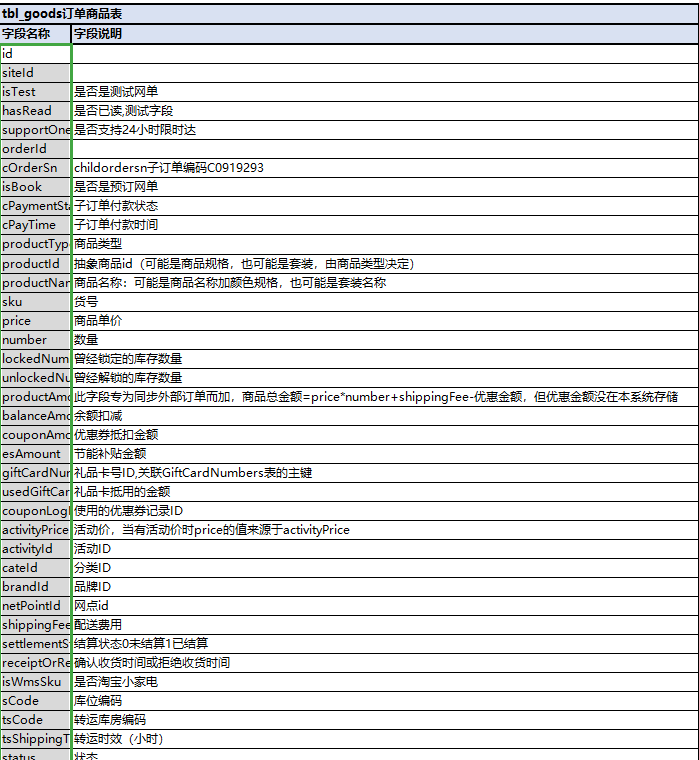 tbl_goods订单商品表
字段名称 字段说明
id
siteId
isTest 是否是测试网单
hasRead 是否已读,测试字段
supportOne 是否支持24小时限时达
orderId
cOrderSn childordersn子订单编码C0919293
isBook 是否是预订网单
cPaymentSta 子订单付款状态
cPayTime 子订单付款时间
productType 商品类型
productId 抽象商品id（可能是商品规格，也可能是套装，由商品类型决定）
productNam 商品名称：可能是商品名称加颜色规格，也可能是套装名称
sku 货号
price 商品单价
number 数量
lockedNum 曾经锁定的库存数量
unlockedNu 曾经解锁的库存数量
productAmo 此字段专为同步外部订单而加，商品总金额=price*number+shippingFee-优惠金额，但优惠金额没在本系统存储
balanceAmo 余额扣减
couponAmo 优惠券抵扣金额
esAmount 节能补贴金额
giftCardNum 礼品卡号ID,关联GiftCardNumbers表的主键
usedGiftCar 礼品卡抵用的金额
couponLogI 使用的优惠券记录ID
activityPrice 活动价，当有活动价时price的值来源于activityPrice
activityId 活动ID
cateId 分类ID
brandId 品牌ID
netPointId 网点id
shippingFee 配送费用
settlementS 结算状态0未结算1已结算
receiptOrRe 确认收货时间或拒绝收货时间
isWmsSku 是否淘宝小家电
sCode 库位编码
tsCode 转运库房编码
tsShippingT 转运时效（小时）
status 状态